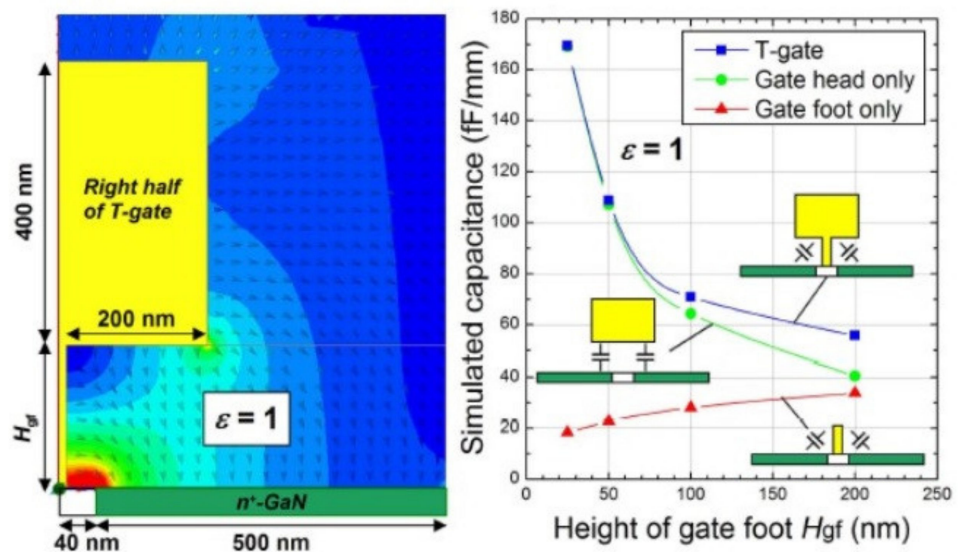 400 nm
Right half
of T-gate
200 nm
Hgf
ε = 1
n⁺-GaN
40 nm
500 nm
Simulated capacitance (fF/mm)
180
160
140
120
100
80
60
40
20
0
T-gate
Gate head only
Gate foot only
ε = 1
0
50
100
150
200
250
Height of gate foot Hgf (nm)